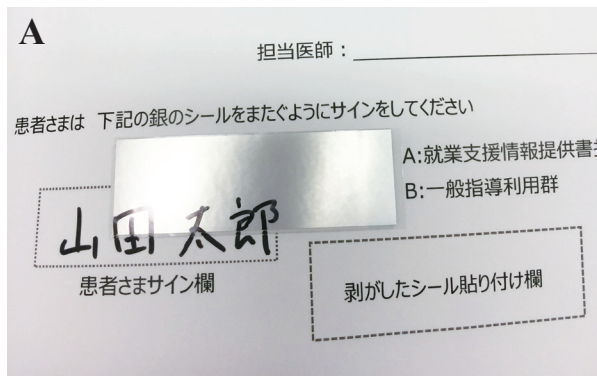 A
担当医師：
患者さまは 下記の銀のシールをまたぐようにサインをしてください
A:就業支援情報提供書
B:一般指導利用群
山田太郎
患者さまサイン欄
剥がしたシール貼り付け欄